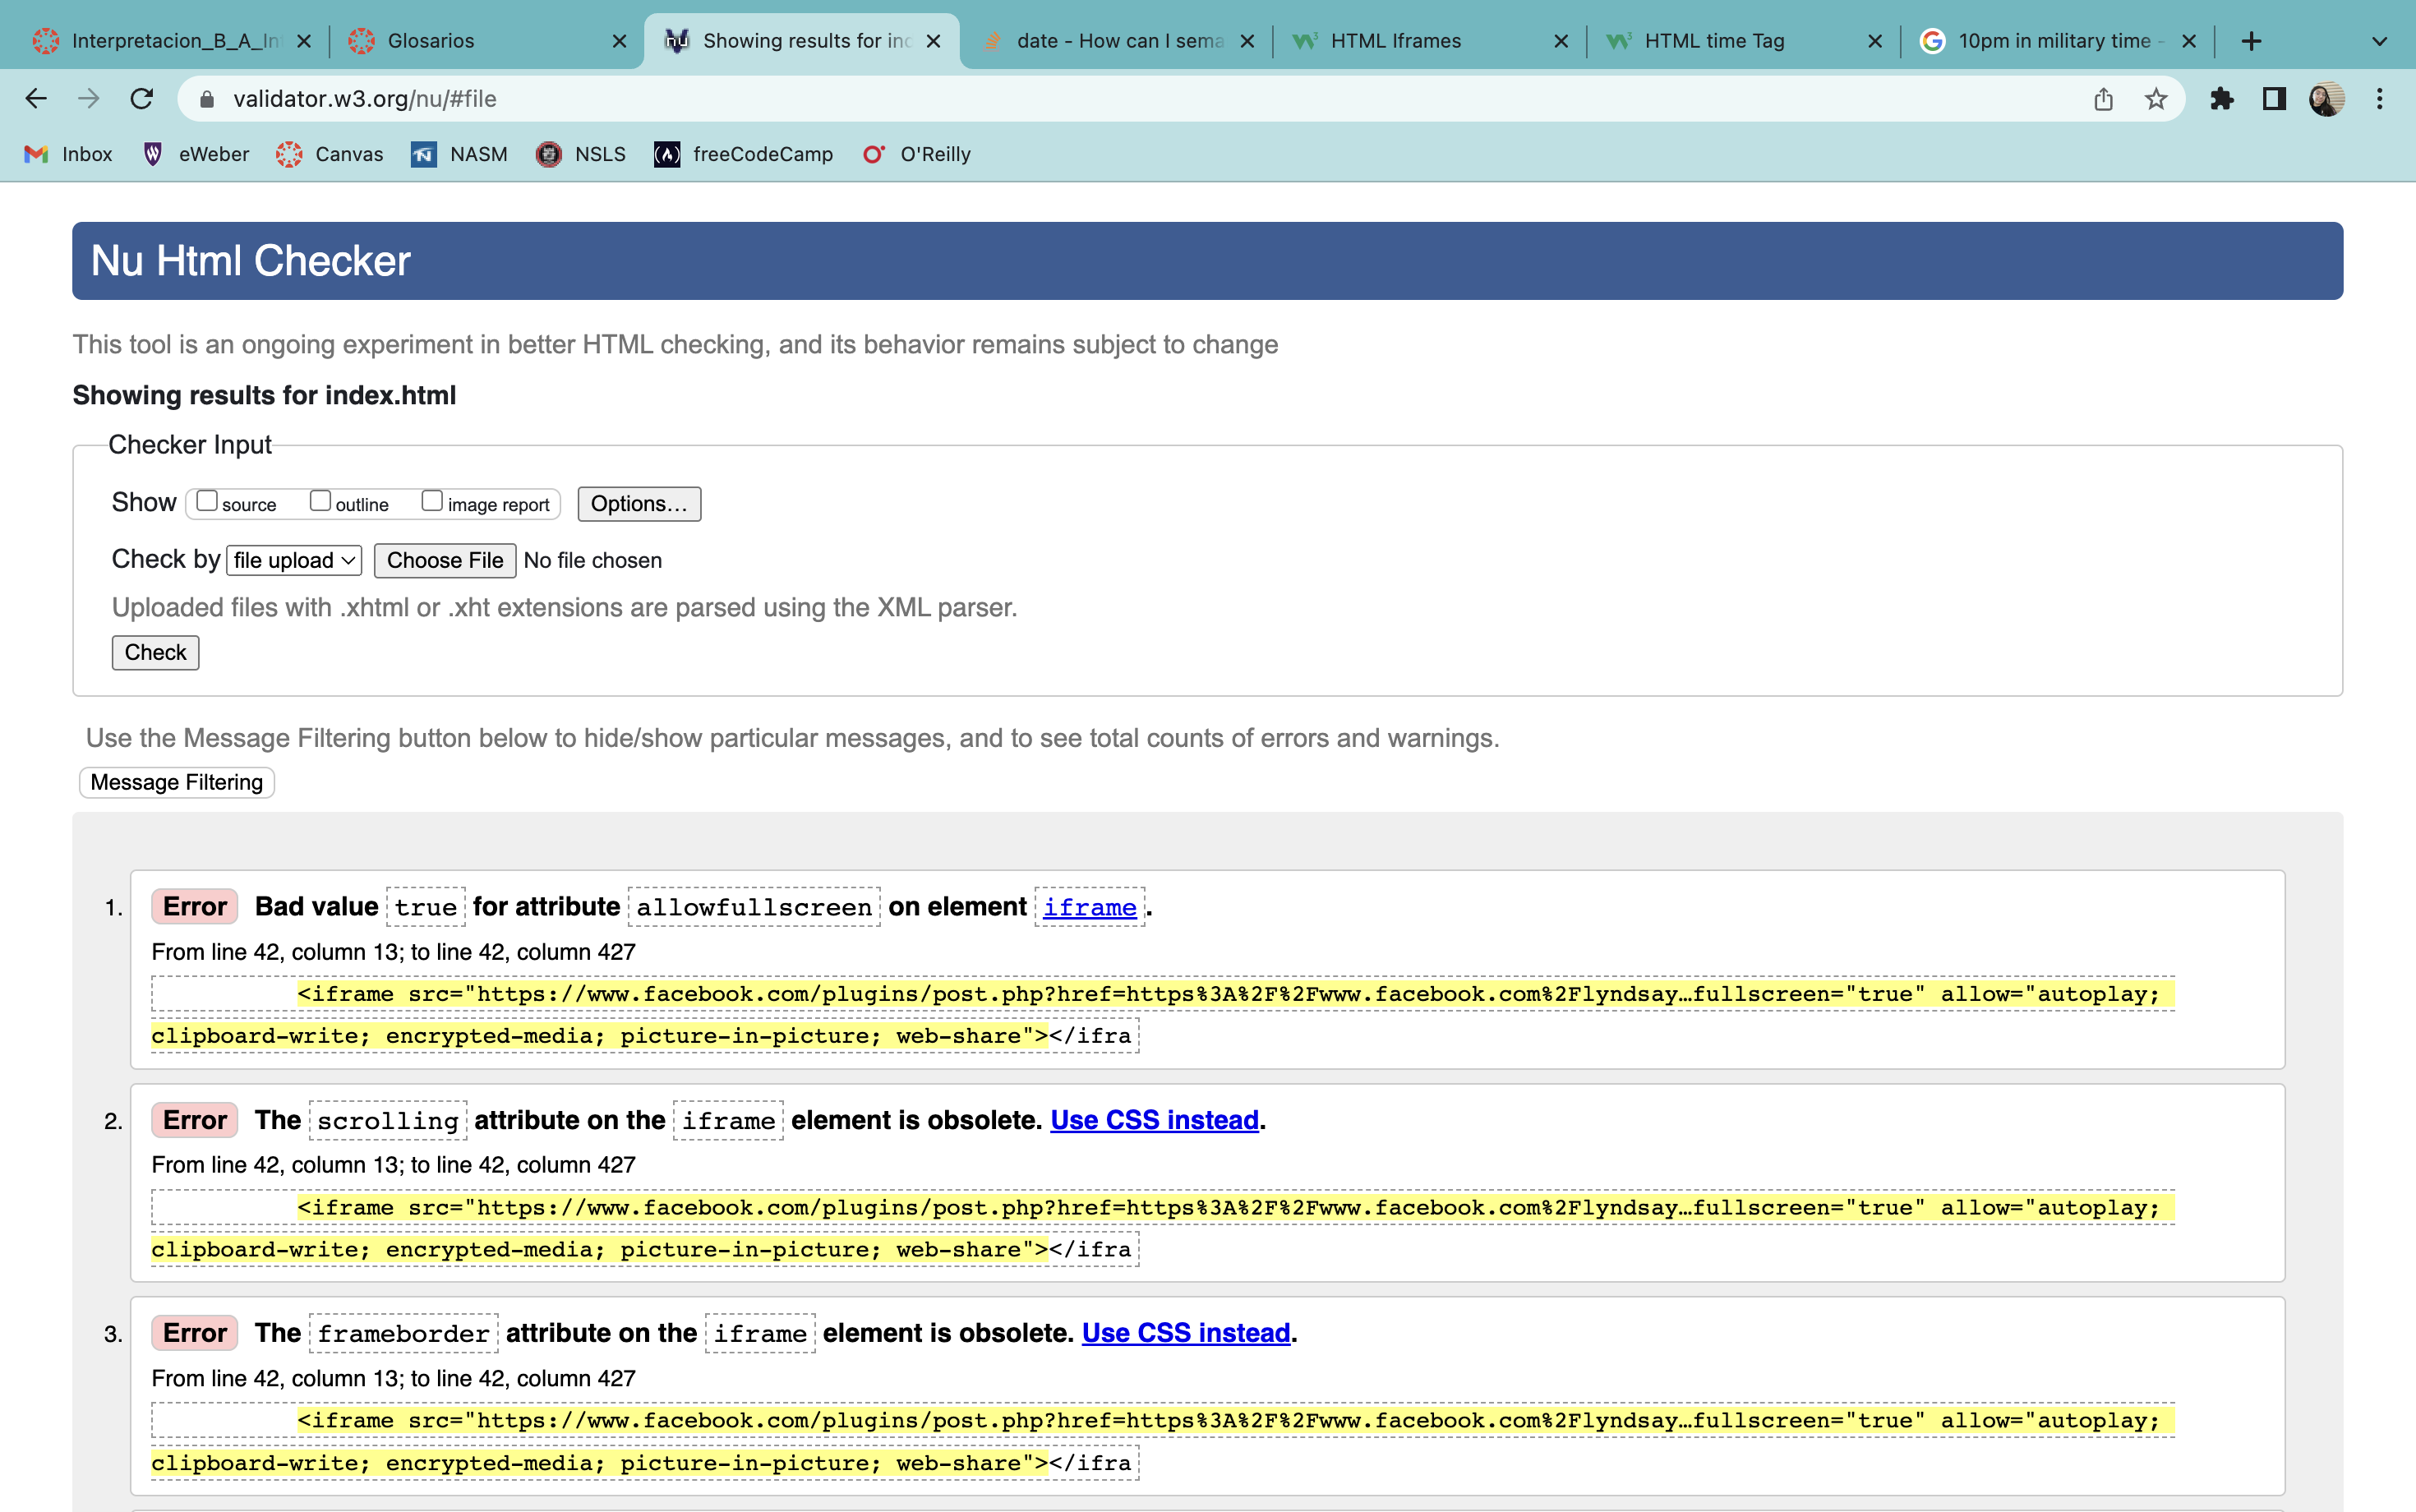 Interpretacion_B_A_In
Glosarios
Showing results for inc
date - How can I sema
HTML Iframes
HTML time Tag
10pm in military time -
validator.w3.org/nu/#file
Inbox eWeber Canvas NASM NSLS freeCodeCamp O'Reilly
Nu Html Checker
This tool is an ongoing experiment in better HTML checking, and its behavior remains subject to change
Showing results for index.html
Checker Input
Show source outline image report Options...
Check by file upload Choose File No file chosen
Uploaded files with .xhtml or .xht extensions are parsed using the XML parser.
Check
Use the Message Filtering button below to hide/show particular messages, and to see total counts of errors and warnings.
Message Filtering
1. Error Bad value true for attribute allowfullscreen on element iframe.
From line 42, column 13; to line 42, column 427
<iframe src="https://www.facebook.com/plugins/post.php?href=https%3A%2F%2Fwww.facebook.com%2Flyndsay…fullscreen="true" allow="autoplay;
clipboard-write; encrypted-media; picture-in-picture; web-share"></ifra
2. Error The scrolling attribute on the iframe element is obsolete. Use CSS instead.
From line 42, column 13; to line 42, column 427
<iframe src="https://www.facebook.com/plugins/post.php?href=https%3A%2F%2Fwww.facebook.com%2Flyndsay…fullscreen="true" allow="autoplay;
clipboard-write; encrypted-media; picture-in-picture; web-share"></ifra
3. Error The frameborder attribute on the iframe element is obsolete. Use CSS instead.
From line 42, column 13; to line 42, column 427
<iframe src="https://www.facebook.com/plugins/post.php?href=https%3A%2F%2Fwww.facebook.com%2Flyndsay…fullscreen="true" allow="autoplay;
clipboard-write; encrypted-media; picture-in-picture; web-share"></ifra